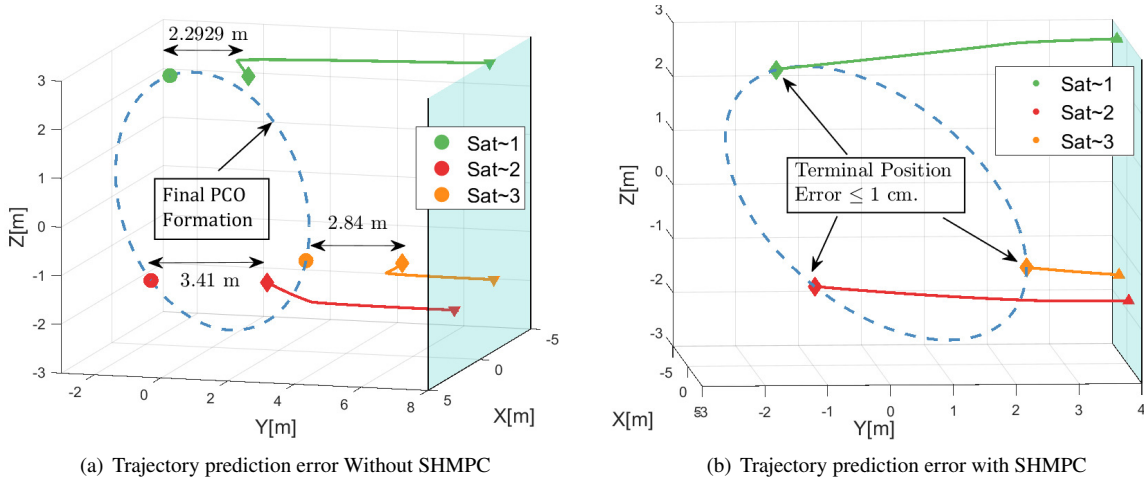 2.2929 m
3
2
1
0
-1
-2
-3
Z[m]
Final PCO
Formation
Sat~1
Sat~2
Sat~3
2.84 m
3.41 m
-2
0
2
4
6
8
Y[m]
5
0
-5
X[m]
(a) Trajectory prediction error Without SHMPC
3
2
1
0
-1
-2
-3
Z[m]
Sat~1
Sat~2
Sat~3
Terminal Position
Error ≤ 1 cm.
-5
0
X[m]
-2
-1
0
1
2
3
4
Y[m]
(b) Trajectory prediction error with SHMPC